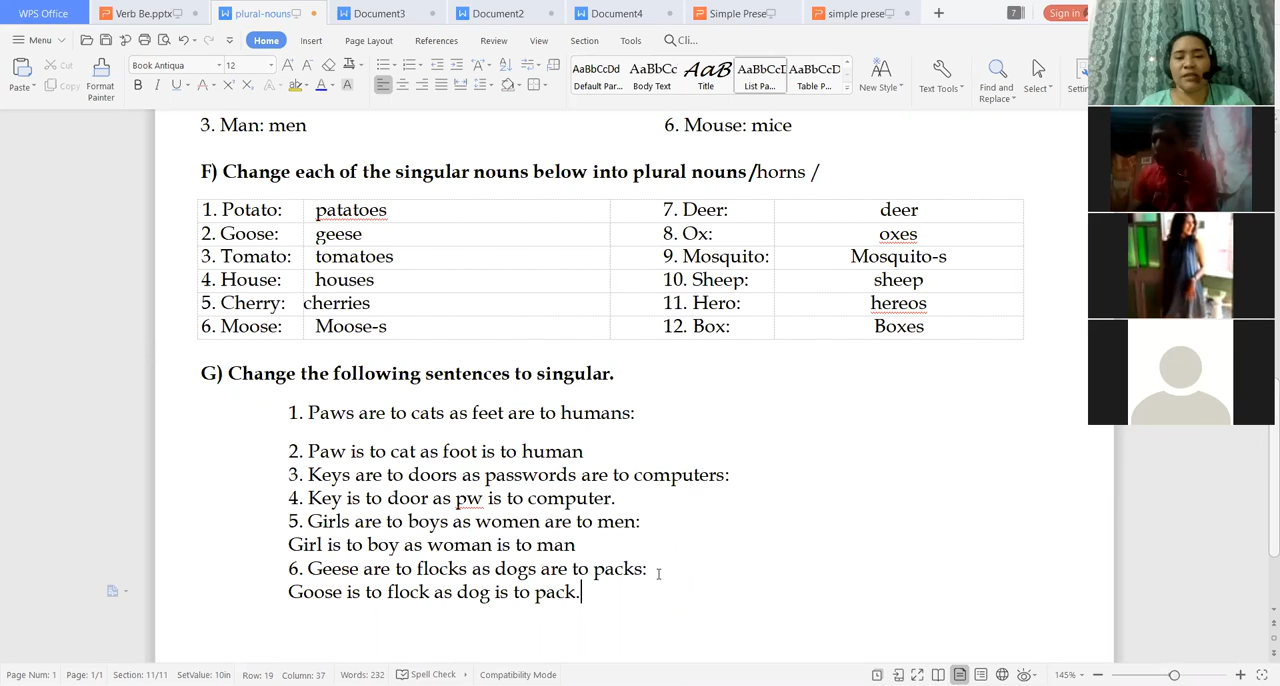 WPS Office
Verb Be.pptx
plural-nouns
Document3
Document2
Document4
Simple Prese
simple prese
7
Sign in
Menu
Home
Insert
Page Layout
References
Review
View
Section
Tools
Cli...
Paste
Cut
Copy
Format Painter
Book Antiqua
12
AaBbCcDd
Default Par...
AaBbCc
Body Text
AaB
Title
AaBbCcI
List Pa...
AaBbCcD
Table P...
New Style
Text Tools
Find and Replace
Select
3. Man: men
6. Mouse: mice
F) Change each of the singular nouns below into plural nouns /horns /
1. Potato: patatoes 7. Deer: deer
2. Goose: geese 8. Ox: oxes
3. Tomato: tomatoes 9. Mosquito: Mosquito-s
4. House: houses 10. Sheep: sheep
5. Cherry: cherries 11. Hero: hereos
6. Moose: Moose-s 12. Box: Boxes
G) Change the following sentences to singular.
1. Paws are to cats as feet are to humans:
2. Paw is to cat as foot is to human
3. Keys are to doors as passwords are to computers:
4. Key is to door as pw is to computer.
5. Girls are to boys as women are to men:
Girl is to boy as woman is to man
6. Geese are to flocks as dogs are to packs:
Goose is to flock as dog is to pack.
Page Num: 1 Page: 1/1 Section: 11/11 SetValue: 10in Row: 19 Column: 37 Words: 232 Spell Check Compatibility Mode 145%